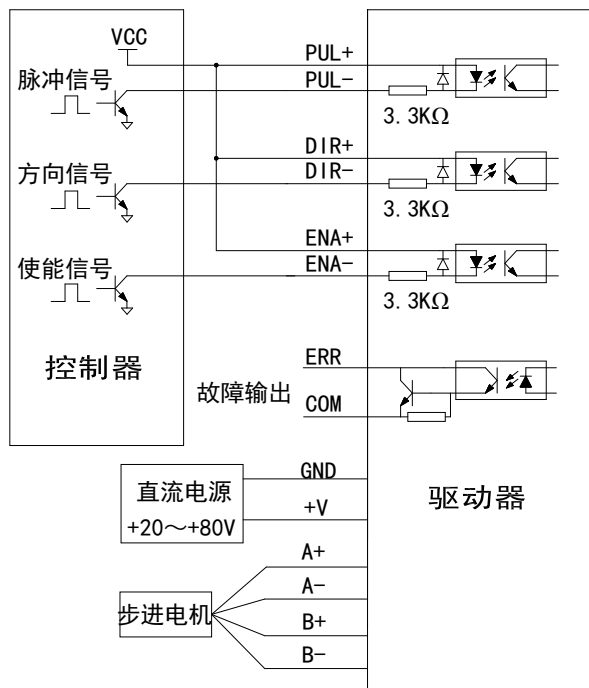 VCC
脉冲信号
PUL+
PUL-
3.3KΩ
方向信号
DIR+
DIR-
3.3KΩ
使能信号
ENA+
ENA-
3.3KΩ
控制器
故障输出
ERR
COM
驱动器
直流电源
+20～+80V
GND
+V
步进电机
A+
A-
B+
B-